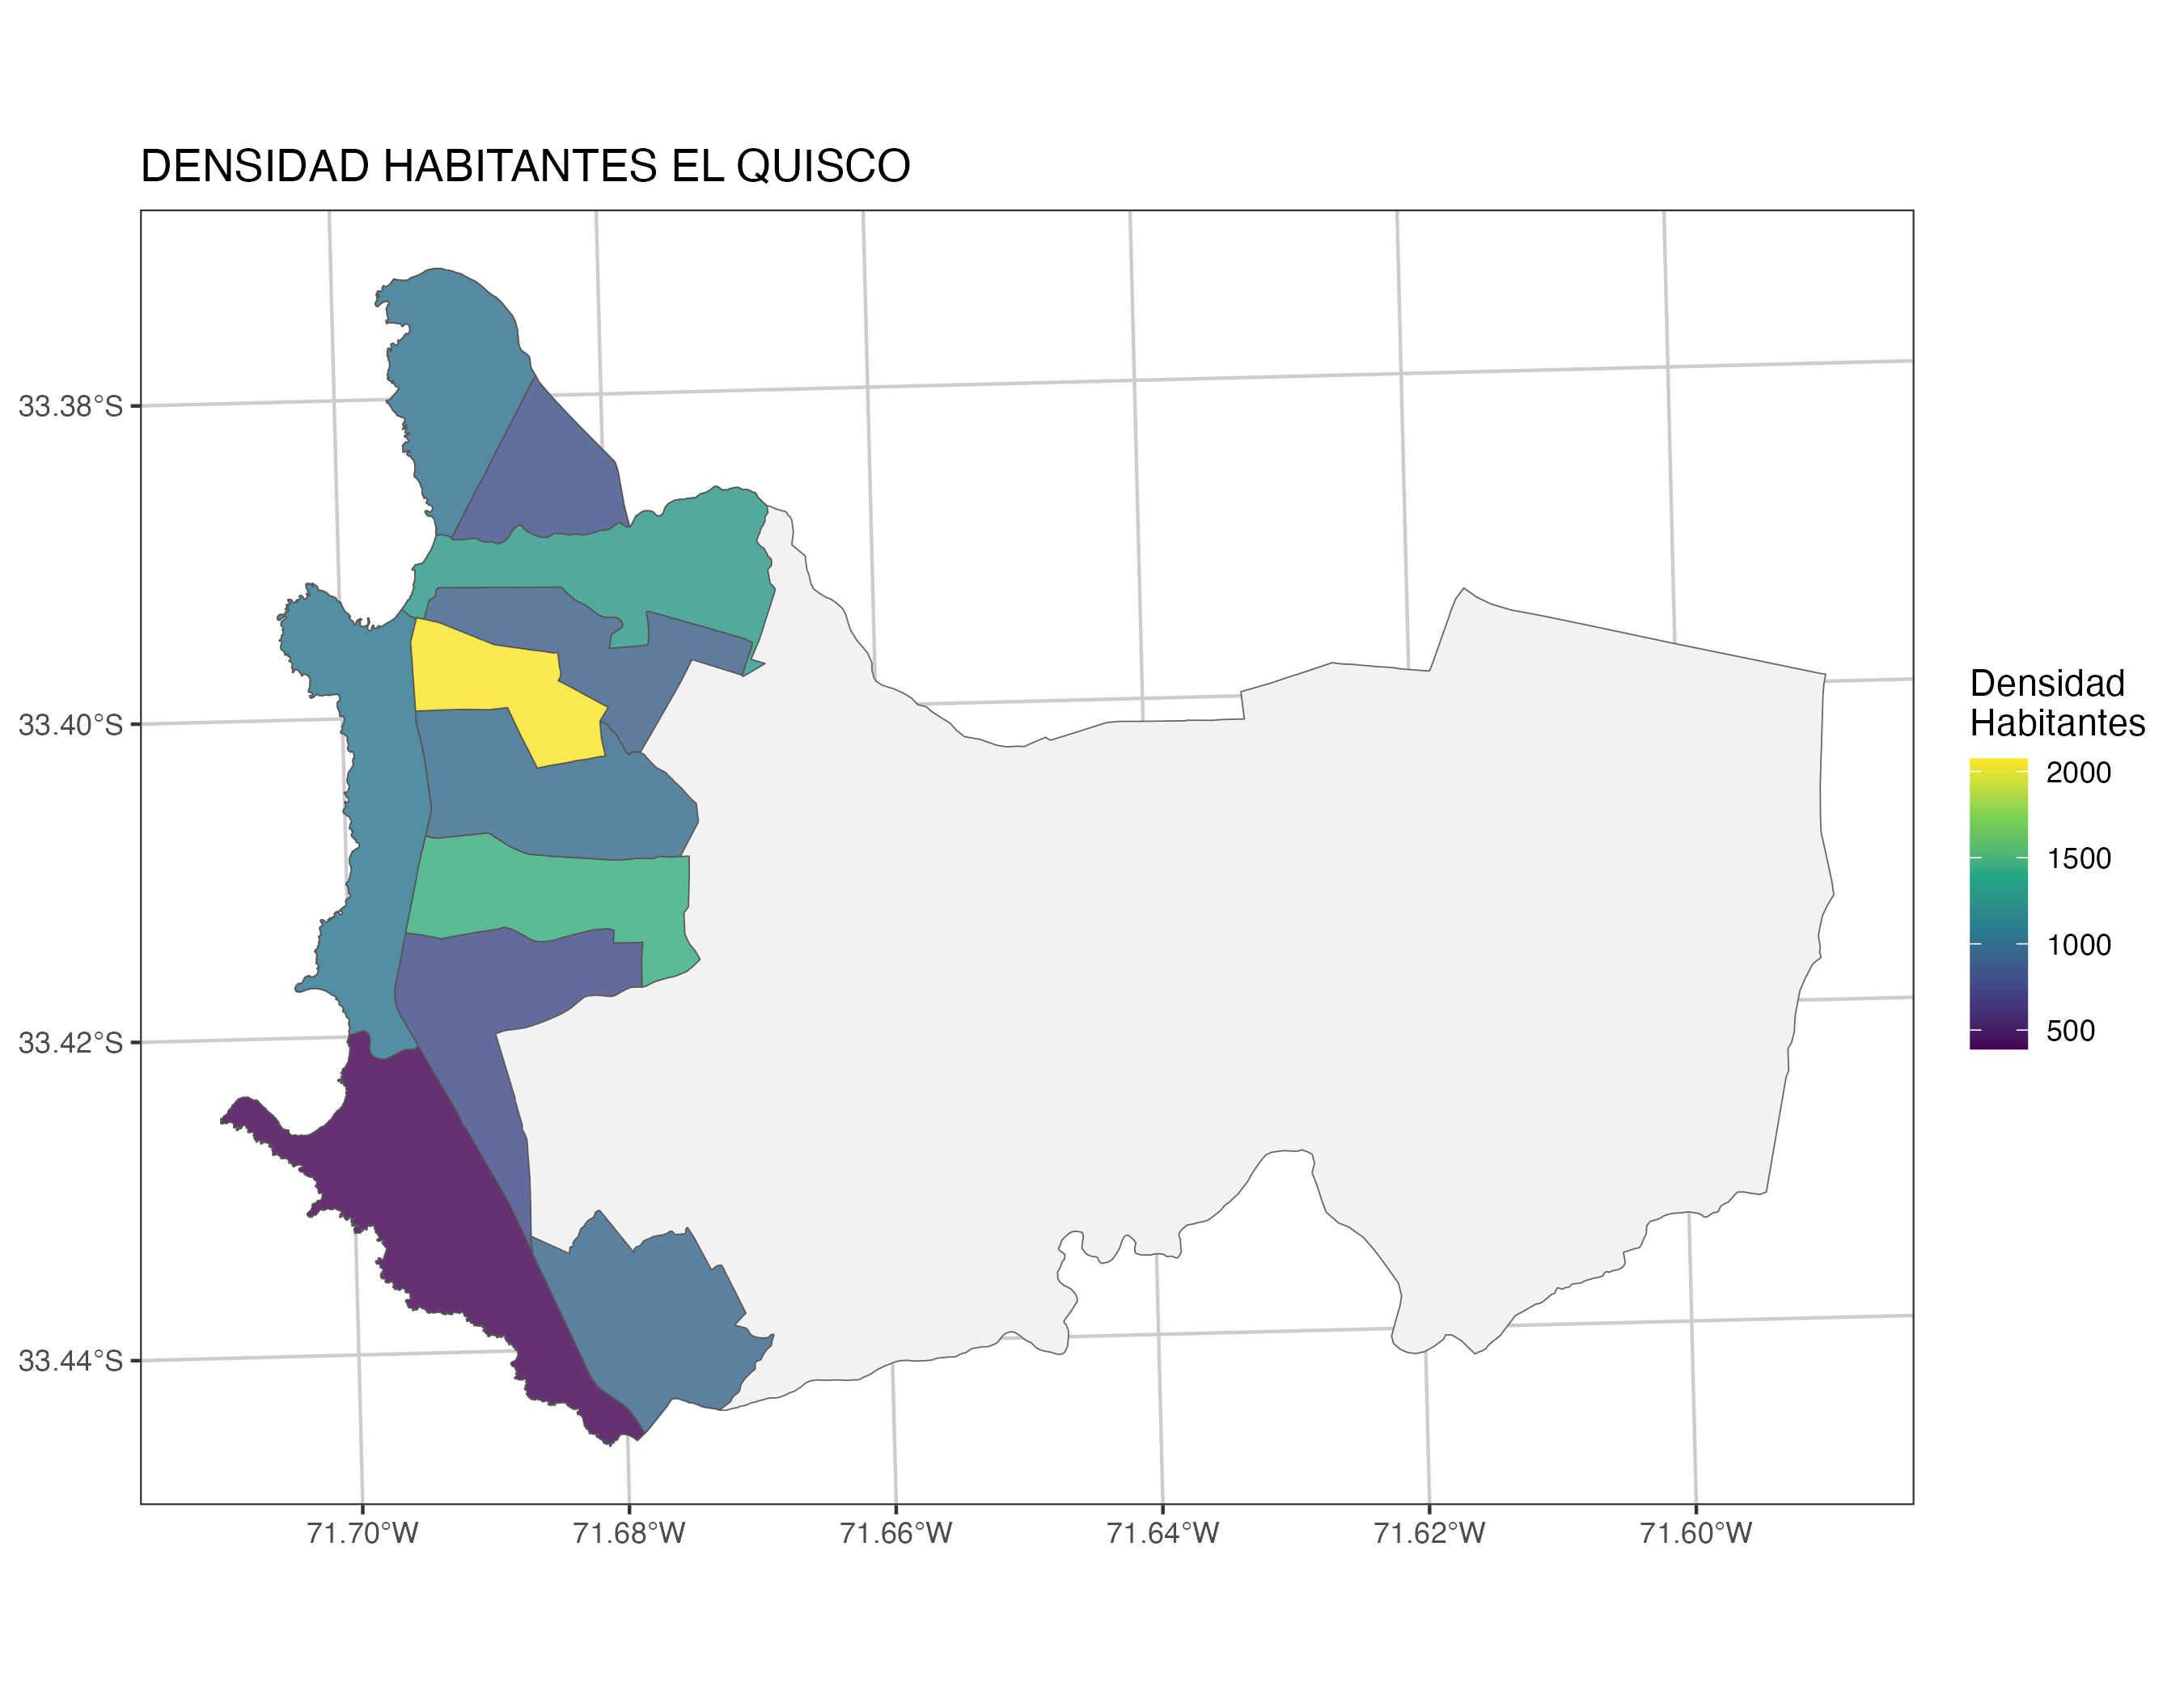 DENSIDAD HABITANTES EL QUISCO
33.38°S
33.40°S
33.42°S
33.44°S
71.70°W
71.68°W
71.66°W
71.64°W
71.62°W
71.60°W
Densidad
Habitantes
2000
1500
1000
500